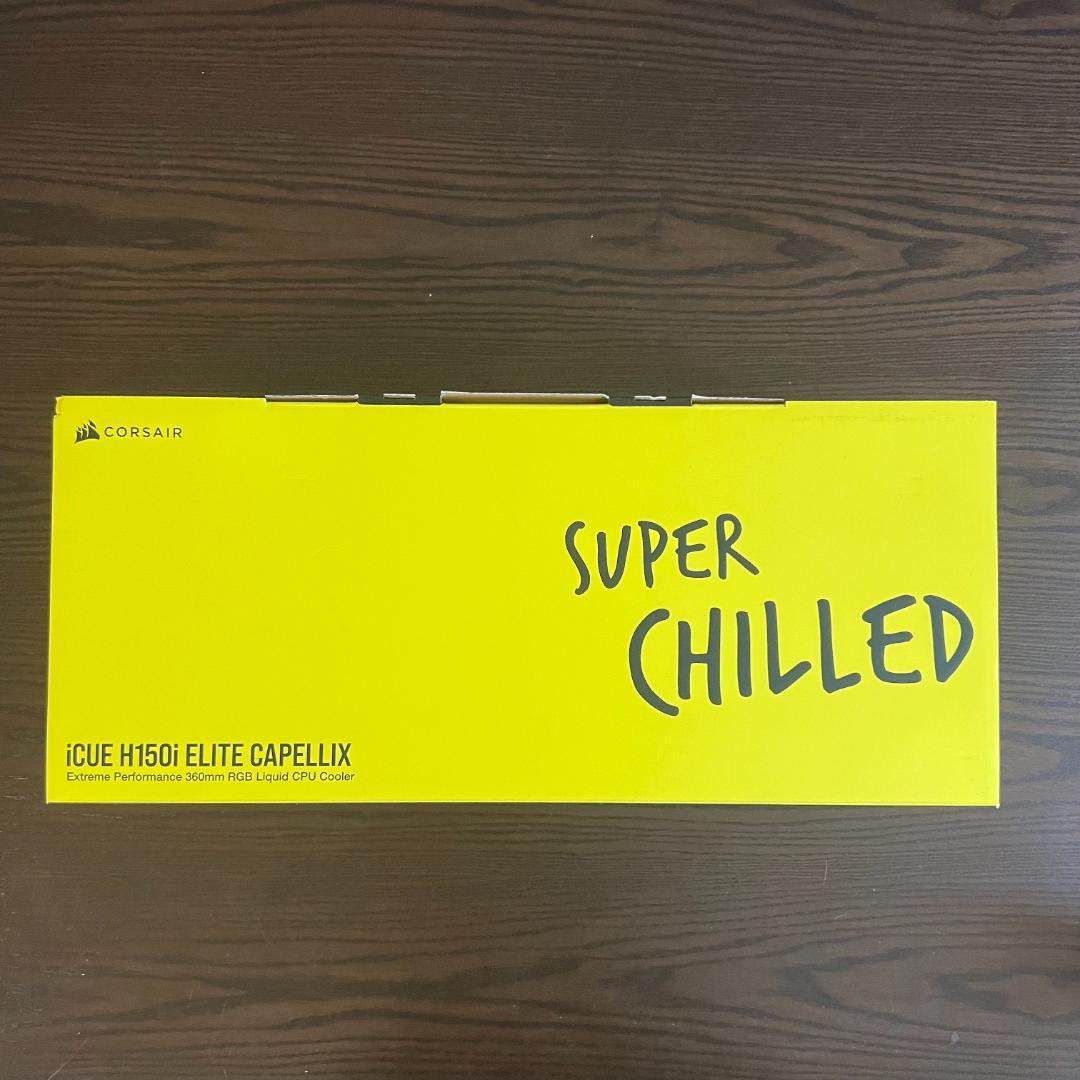 CORSAIR
SUPER
CHILLED
iCUE H150i ELITE CAPELLIX
Extreme Performance 360mm RGB Liquid CPU Cooler